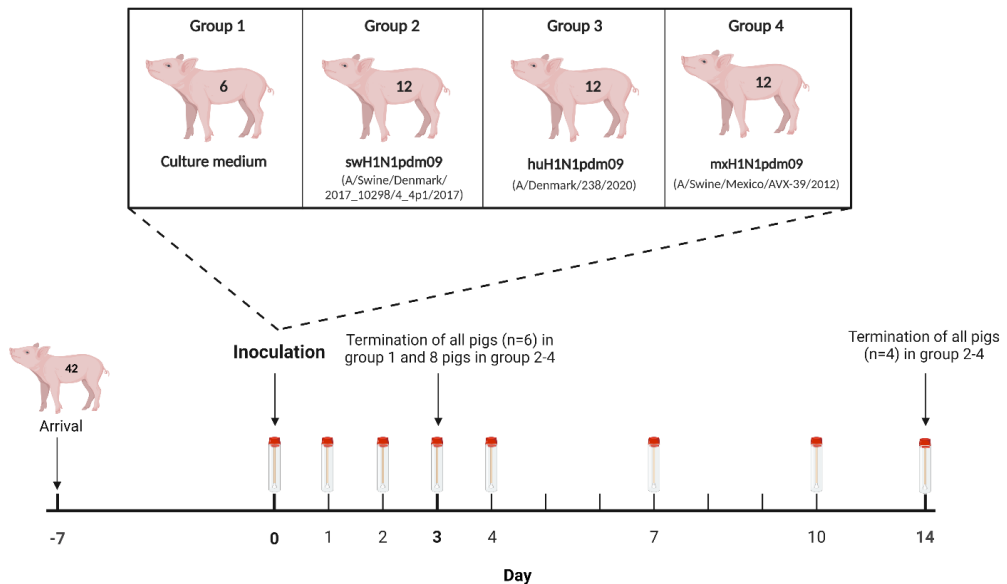 Group 1
Group 2
Group 3
Group 4
6
12
12
12
Culture medium
swH1N1pdm09
(A/Swine/Denmark/
2017_10298/4_4p1/2017)
huH1N1pdm09
(A/Denmark/238/2020)
mxH1N1pdm09
(A/Swine/Mexico/AVX-39/2012)
42
Arrival
Inoculation
Termination of all pigs (n=6) in
group 1 and 8 pigs in group 2-4
Termination of all pigs
(n=4) in group 2-4
-7
0
1
2
3
4
7
10
14
Day